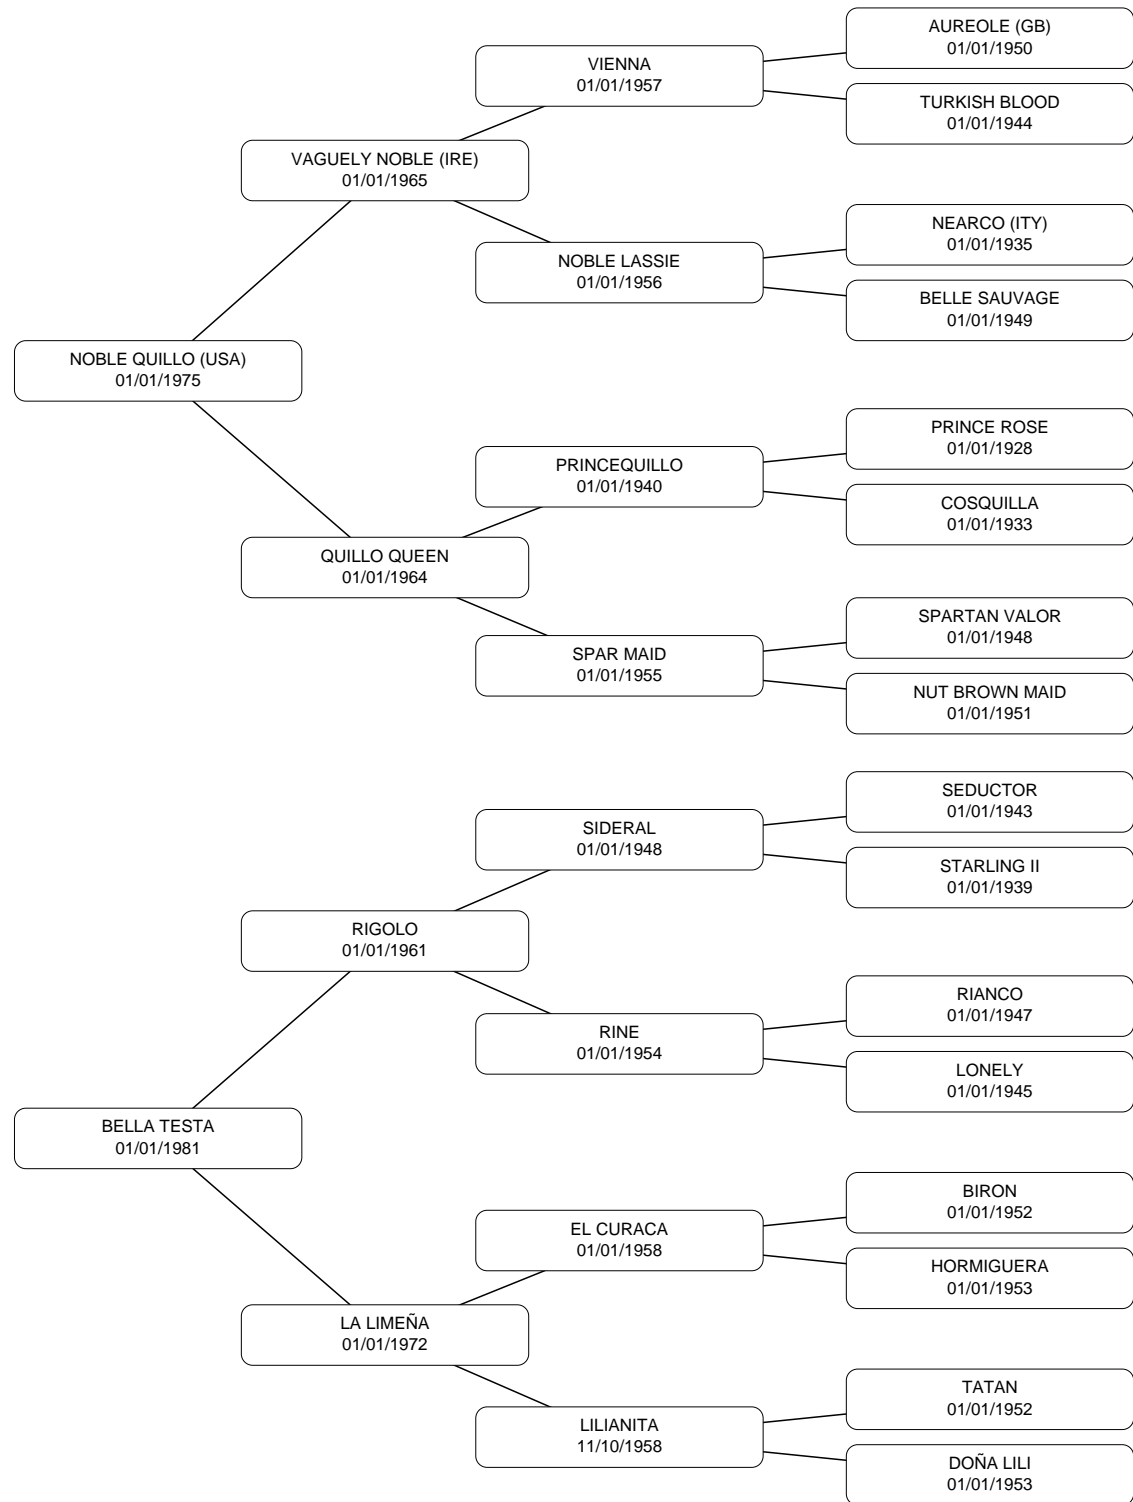 AUREOLE (GB)
01/01/1950
VIENNA
01/01/1957
TURKISH BLOOD
01/01/1944
VAGUELY NOBLE (IRE)
01/01/1965
NEARCO (ITY)
01/01/1935
NOBLE LASSIE
01/01/1956
BELLE SAUVAGE
01/01/1949
NOBLE QUILLO (USA)
01/01/1975
PRINCE ROSE
01/01/1928
PRINCEQUILLO
01/01/1940
COSQUILLA
01/01/1933
QUILLO QUEEN
01/01/1964
SPARTAN VALOR
01/01/1948
SPAR MAID
01/01/1955
NUT BROWN MAID
01/01/1951
SEDUCTOR
01/01/1943
SIDERAL
01/01/1948
STARLING II
01/01/1939
RIGOLO
01/01/1961
RIANCO
01/01/1947
RINE
01/01/1954
LONELY
01/01/1945
BELLA TESTA
01/01/1981
BIRON
01/01/1952
EL CURACA
01/01/1958
HORMIGUERA
01/01/1953
LA LIMEÑA
01/01/1972
TATAN
01/01/1952
LILIANITA
11/10/1958
DOÑA LILI
01/01/1953